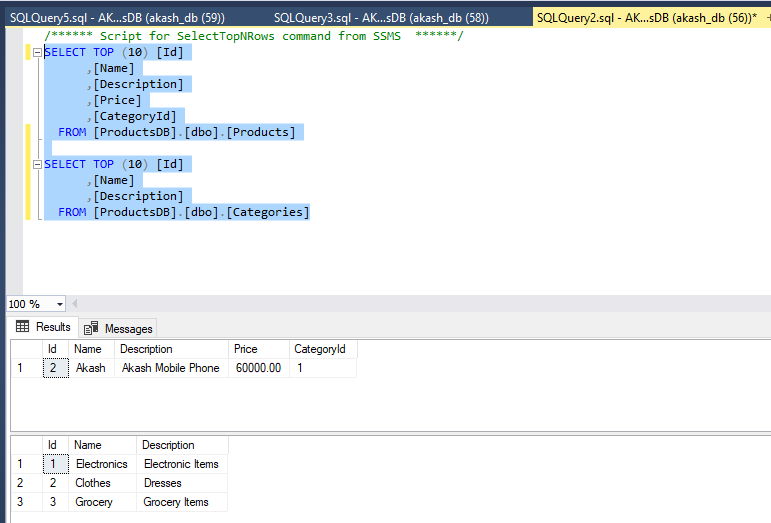 SQLQuery5.sql - AK...sDB (akash_db (59)) SQLQuery3.sql - AK...sDB (akash_db (58)) SQLQuery2.sql - AK...sDB (akash_db (56))*
/****** Script for SelectTopNRows command from SSMS ******/
SELECT TOP (10) [Id]
,[Name]
,[Description]
,[Price]
,[CategoryId]
FROM [ProductsDB].[dbo].[Products]
SELECT TOP (10) [Id]
,[Name]
,[Description]
FROM [ProductsDB].[dbo].[Categories]
100 %
Results Messages
Id Name Description Price CategoryId
1 2 Akash Akash Mobile Phone 60000.00 1
Id Name Description
1 1 Electronics Electronic Items
2 2 Clothes Dresses
3 3 Grocery Grocery Items